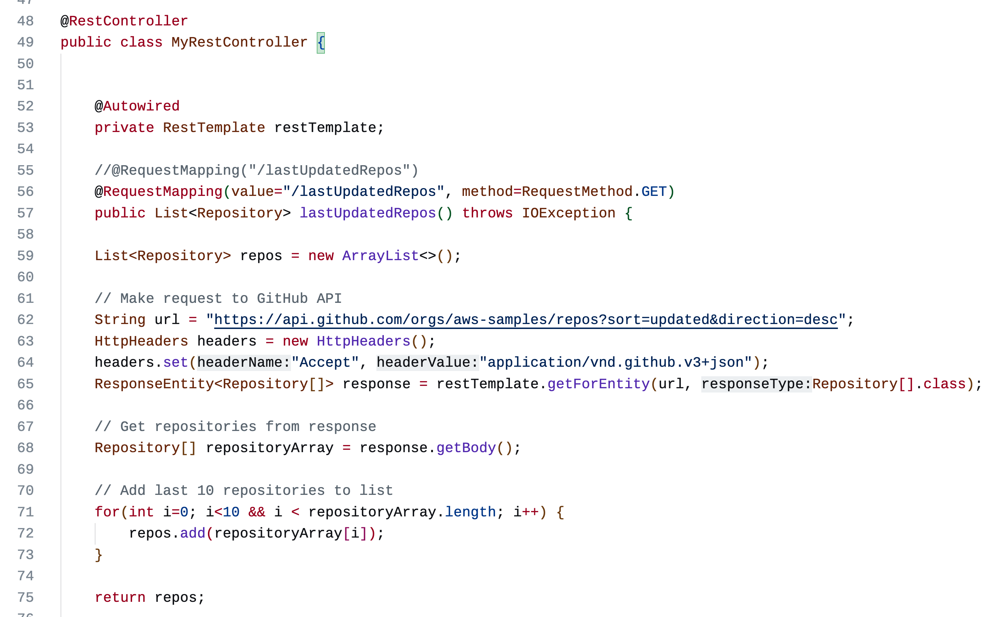 47
48 @RestController
49 public class MyRestController {
50
51
52 @Autowired
53 private RestTemplate restTemplate;
54
55 //@RequestMapping("/lastUpdatedRepos")
56 @RequestMapping(value="/lastUpdatedRepos", method=RequestMethod.GET)
57 public List<Repository> lastUpdatedRepos() throws IOException {
58
59 List<Repository> repos = new ArrayList<>();
60
61 // Make request to GitHub API
62 String url = "https://api.github.com/orgs/aws-samples/repos?sort=updated&direction=desc";
63 HttpHeaders headers = new HttpHeaders();
64 headers.set(headerName:"Accept", headerValue:"application/vnd.github.v3+json");
65 ResponseEntity<Repository[]> response = restTemplate.getForEntity(url, responseType:Repository[].class);
66
67 // Get repositories from response
68 Repository[] repositoryArray = response.getBody();
69
70 // Add last 10 repositories to list
71 for(int i=0; i<10 && i < repositoryArray.length; i++) {
72 repos.add(repositoryArray[i]);
73 }
74
75 return repos;
76